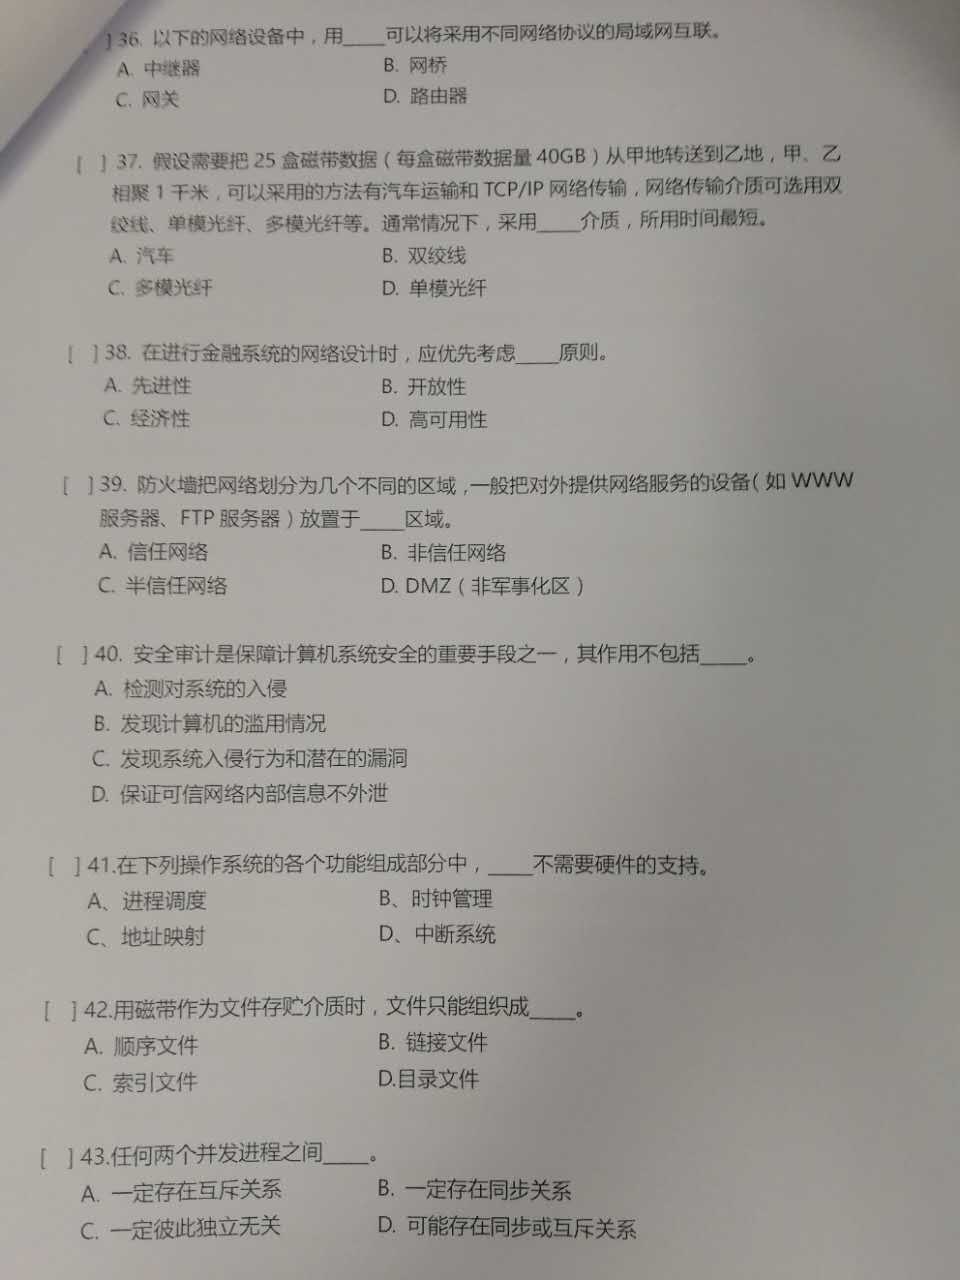 ] 36. 以下的网络设备中，用____可以将采用不同网络协议的局域网互联。
A. 中继器 B. 网桥
C. 网关 D. 路由器
[ ] 37. 假设需要把 25 盒磁带数据（每盒磁带数据量 40GB）从甲地转送到乙地，甲、乙
相聚 1 千米，可以采用的方法有汽车运输和 TCP/IP 网络传输，网络传输介质可选用双
绞线、单模光纤、多模光纤等。通常情况下，采用____介质，所用时间最短。
A. 汽车 B. 双绞线
C. 多模光纤 D. 单模光纤
[ ] 38. 在进行金融系统的网络设计时，应优先考虑____原则。
A. 先进性 B. 开放性
C. 经济性 D. 高可用性
[ ] 39. 防火墙把网络划分为几个不同的区域，一般把对外提供网络服务的设备（如 WWW
服务器、FTP 服务器）放置于____区域。
A. 信任网络 B. 非信任网络
C. 半信任网络 D. DMZ（非军事化区）
[ ] 40. 安全审计是保障计算机系统安全的重要手段之一，其作用不包括____。
A. 检测对系统的入侵
B. 发现计算机的滥用情况
C. 发现系统入侵行为和潜在的漏洞
D. 保证可信网络内部信息不外泄
[ ] 41.在下列操作系统的各个功能组成部分中，____不需要硬件的支持。
A、进程调度 B、时钟管理
C、地址映射 D、中断系统
[ ] 42.用磁带作为文件存贮介质时，文件只能组织成____。
A. 顺序文件 B. 链接文件
C. 索引文件 D.目录文件
[ ] 43.任何两个并发进程之间____。
A. 一定存在互斥关系 B. 一定存在同步关系
C. 一定彼此独立无关 D. 可能存在同步或互斥关系